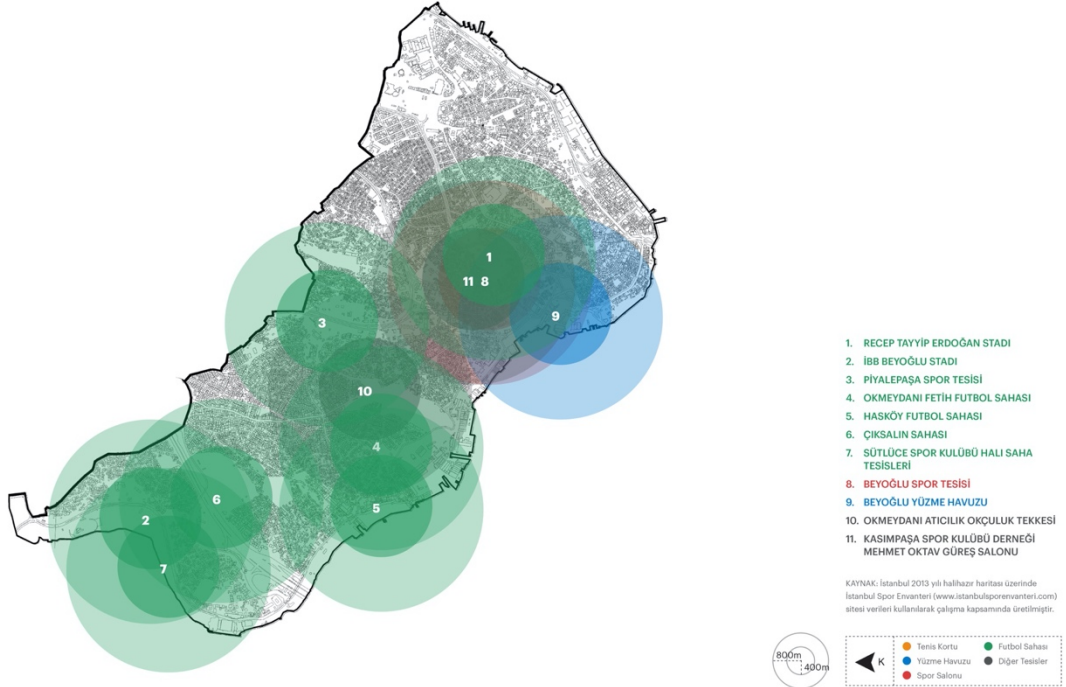 1
11 8
9
3
10
4
6
5
2
7
1. RECEP TAYYİP ERDOĞAN STADI
2. İBB BEYOĞLU STADI
3. PİYALEPAŞA SPOR TESİSİ
4. OKMEYDANI FETİH FUTBOL SAHASI
5. HASKÖY FUTBOL SAHASI
6. ÇIKSALIN SAHASI
7. SÜTLÜCE SPOR KULÜBÜ HALI SAHA
TESİSLERİ
8. BEYOĞLU SPOR TESİSİ
9. BEYOĞLU YÜZME HAVUZU
10. OKMEYDANI ATICILIK OKÇULUK TEKKESİ
11. KASIMPAŞA SPOR KULÜBÜ DERNEĞİ
MEHMET OKTAV GÜREŞ SALONU
KAYNAK: İstanbul 2013 yılı halihazır haritası üzerinde
İstanbul Spor Envanteri (www.istanbulsporenvanteri.com)
sitesi verileri kullanılarak çalışma kapsamında üretilmiştir.
800m
400m
K
Tenis Kortu
Yüzme Havuzu
Spor Salonu
Futbol Sahası
Diğer Tesisler